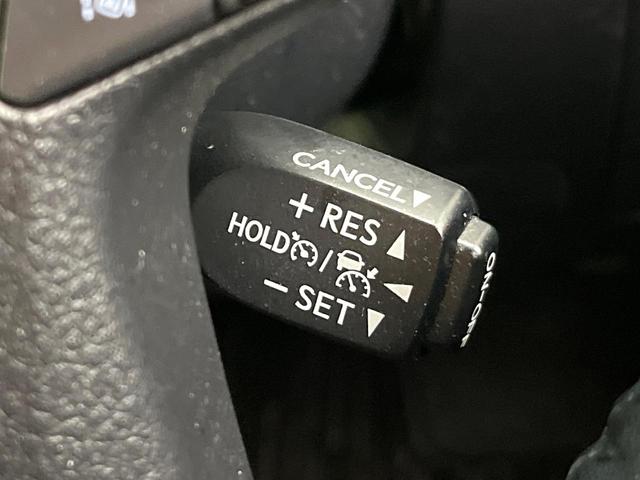 CANCEL▼
+ RES ▲
HOLD / ◀
− SET ▼
ON-OFF